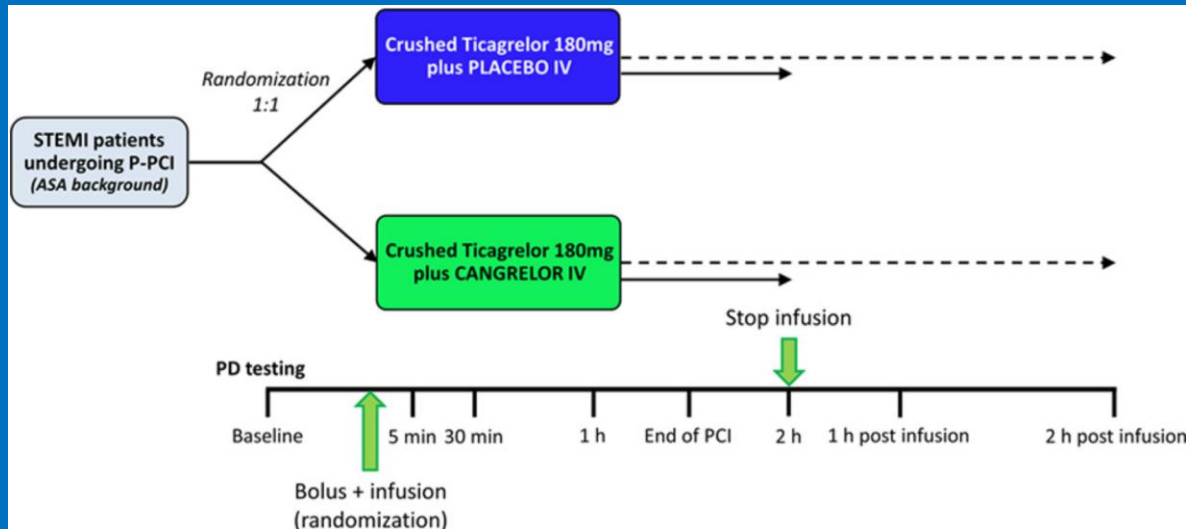 Crushed Ticagrelor 180mg
plus PLACEBO IV
Randomization
1:1
STEMI patients
undergoing P-PCI
(ASA background)
Crushed Ticagrelor 180mg
plus CANGRELOR IV
Stop infusion
PD testing
Baseline
5 min
30 min
1 h
End of PCI
2 h
1 h post infusion
2 h post infusion
Bolus + infusion
(randomization)